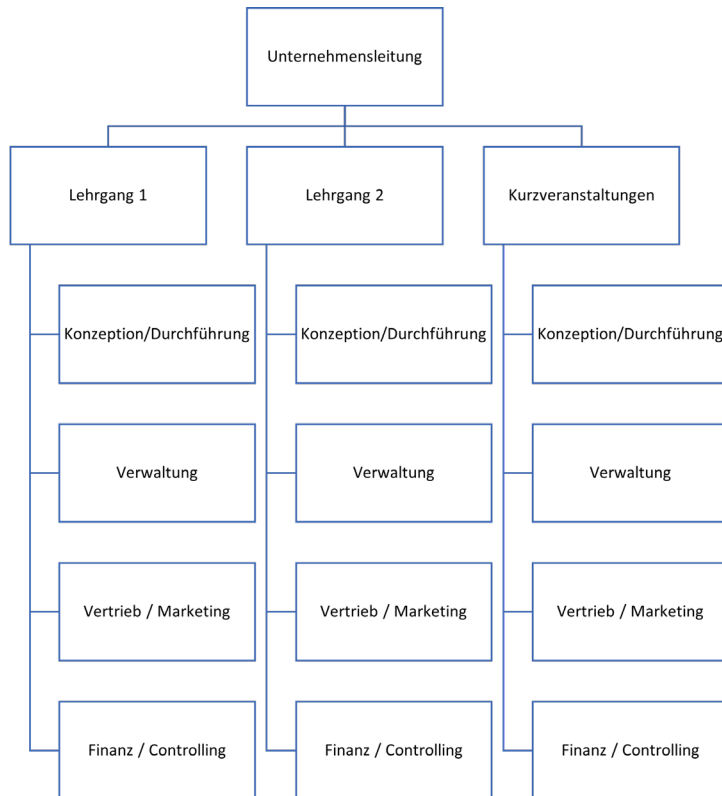 Unternehmensleitung
Lehrgang 1
Lehrgang 2
Kurzveranstaltungen
Konzeption/Durchführung
Konzeption/Durchführung
Konzeption/Durchführung
Verwaltung
Verwaltung
Verwaltung
Vertrieb / Marketing
Vertrieb / Marketing
Vertrieb / Marketing
Finanz / Controlling
Finanz / Controlling
Finanz / Controlling